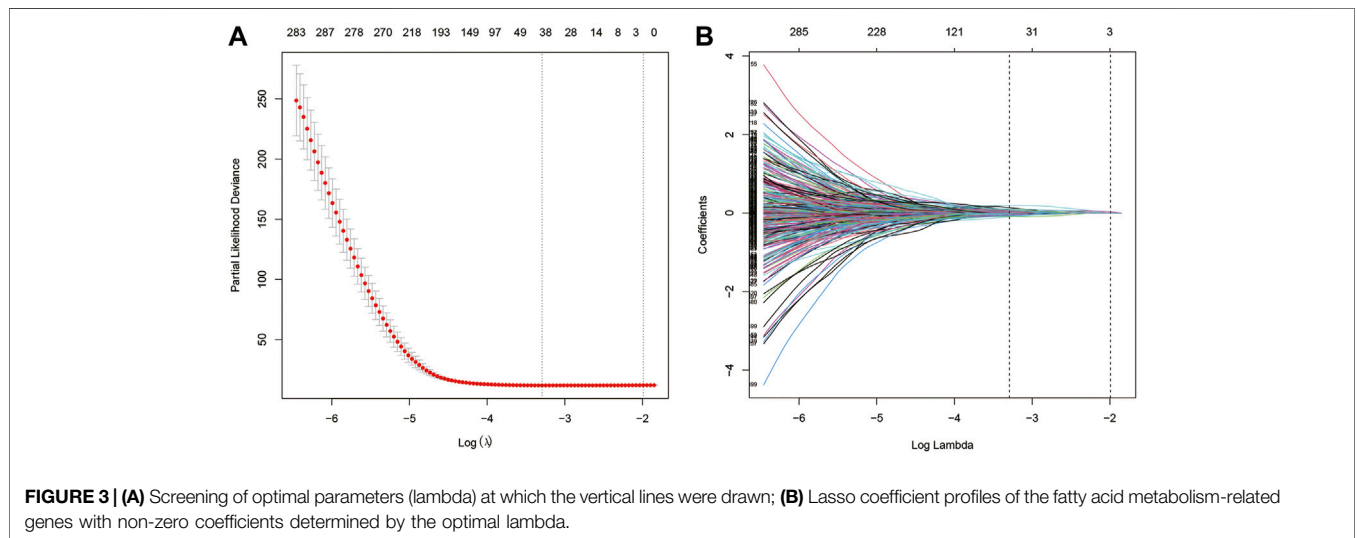 A
283 287 278 270 218 193 149 97 49 38 28 14 8 3 0
250
200
150
100
50
Partial Likelihood Deviance
−6 −5 −4 −3 −2
Log (λ)
B
285 228 121 31 3
4
2
0
−2
−4
Coefficients
−6 −5 −4 −3 −2
Log Lambda
FIGURE 3 | (A) Screening of optimal parameters (lambda) at which the vertical lines were drawn; (B) Lasso coefficient profiles of the fatty acid metabolism-related
genes with non-zero coefficients determined by the optimal lambda.